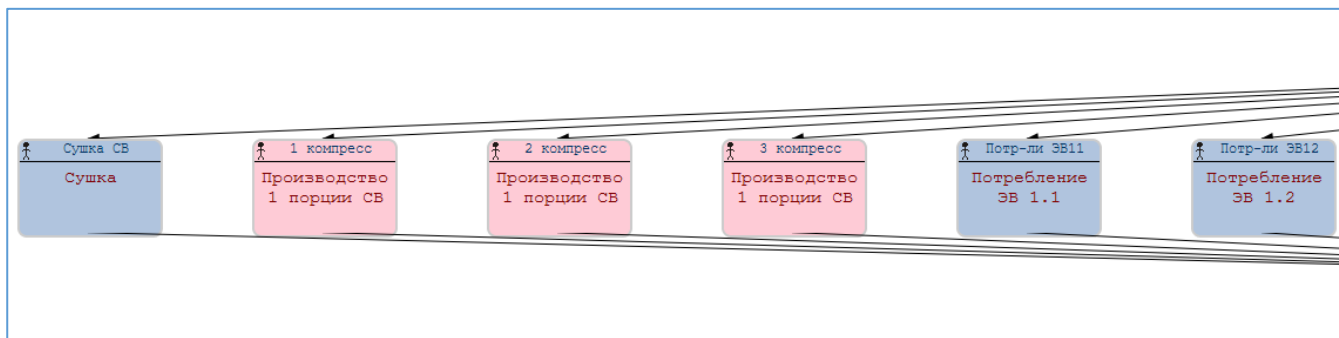 Сушка СВ
Сушка
1 компресс
Производство
1 порции СВ
2 компресс
Производство
1 порции СВ
3 компресс
Производство
1 порции СВ
Потр-ли ЭВ11
Потребление
ЭВ 1.1
Потр-ли ЭВ12
Потребление
ЭВ 1.2